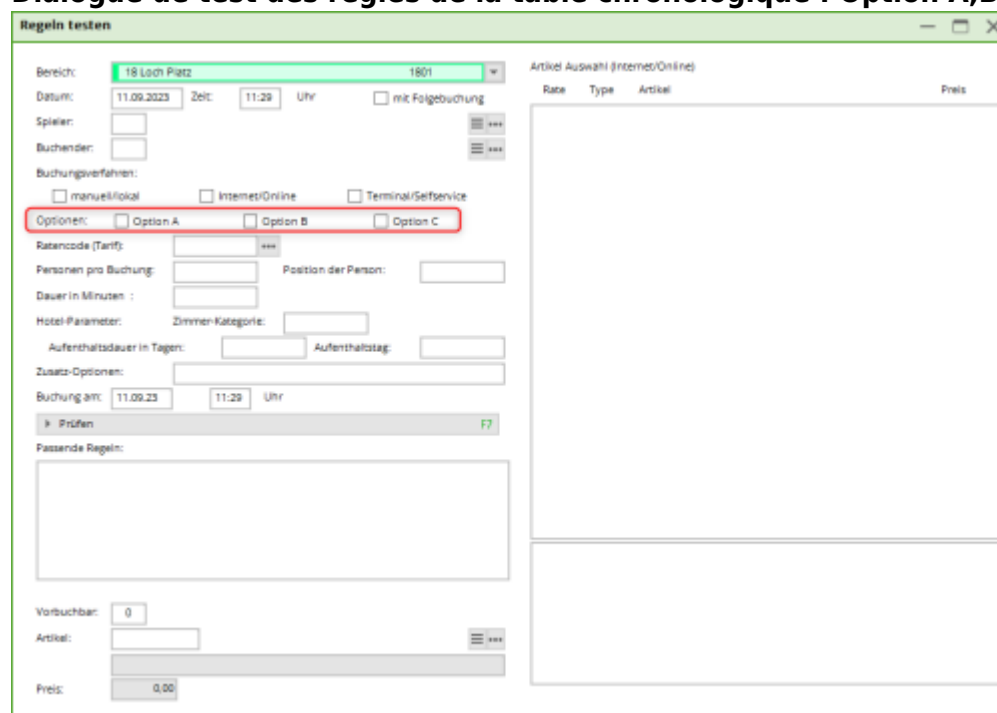 Dialogue de test des règles de la table chronologique : Option A,B
Regeln testen
Bereich: 18 Loch Platz 1801
Datum: 11.09.2023 Zeit: 11:29 Uhr mit Folgebuchung
Spieler:
Buchender:
Buchungsverfahren:
manuell/lokal Internet/Online Terminal/Selfservice
Optionen: Option A Option B Option C
Ratencode (Tarif):
Personen pro Buchung: Position der Person:
Dauer in Minuten :
Hotel-Parameter: Zimmer-Kategorie:
Aufenthaltsdauer in Tagen: Aufenthaltstag:
Zusatz-Optionen:
Buchung am: 11.09.23 11:29 Uhr
Prüfen F7
Passende Regeln:
Vorbuchbar: 0
Artikel:
Preis: 0,00
Artikel Auswahl (Internet/Online)
Rate Type Artikel Preis